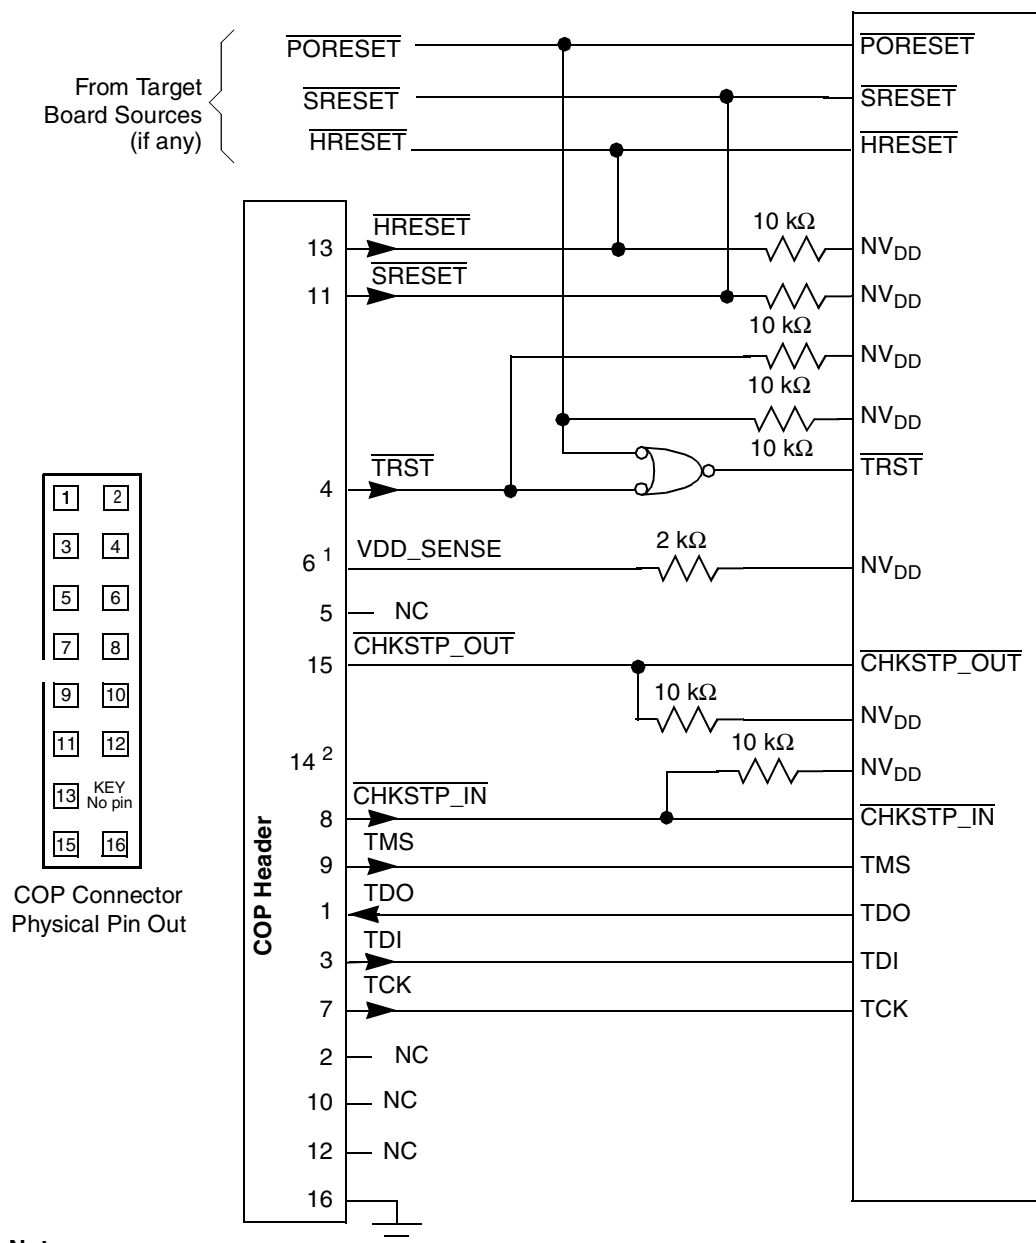 PORESET
PORESET
From Target
Board Sources
(if any)
SRESET
SRESET
HRESET
HRESET
13
HRESET
10 kΩ
NVDD
11
SRESET
NVDD
10 kΩ
NVDD
10 kΩ
NVDD
10 kΩ
4
TRST
TRST
6 1
VDD_SENSE
2 kΩ
NVDD
5
NC
15
CHKSTP_OUT
CHKSTP_OUT
10 kΩ
NVDD
14 2
10 kΩ
NVDD
8
CHKSTP_IN
CHKSTP_IN
9
TMS
TMS
1
TDO
TDO
3
TDI
TDI
7
TCK
TCK
2
NC
10
NC
12
NC
16
COP Header
1 2
3 4
5 6
7 8
9 10
11 12
13 KEY
No pin
15 16
COP Connector
Physical Pin Out